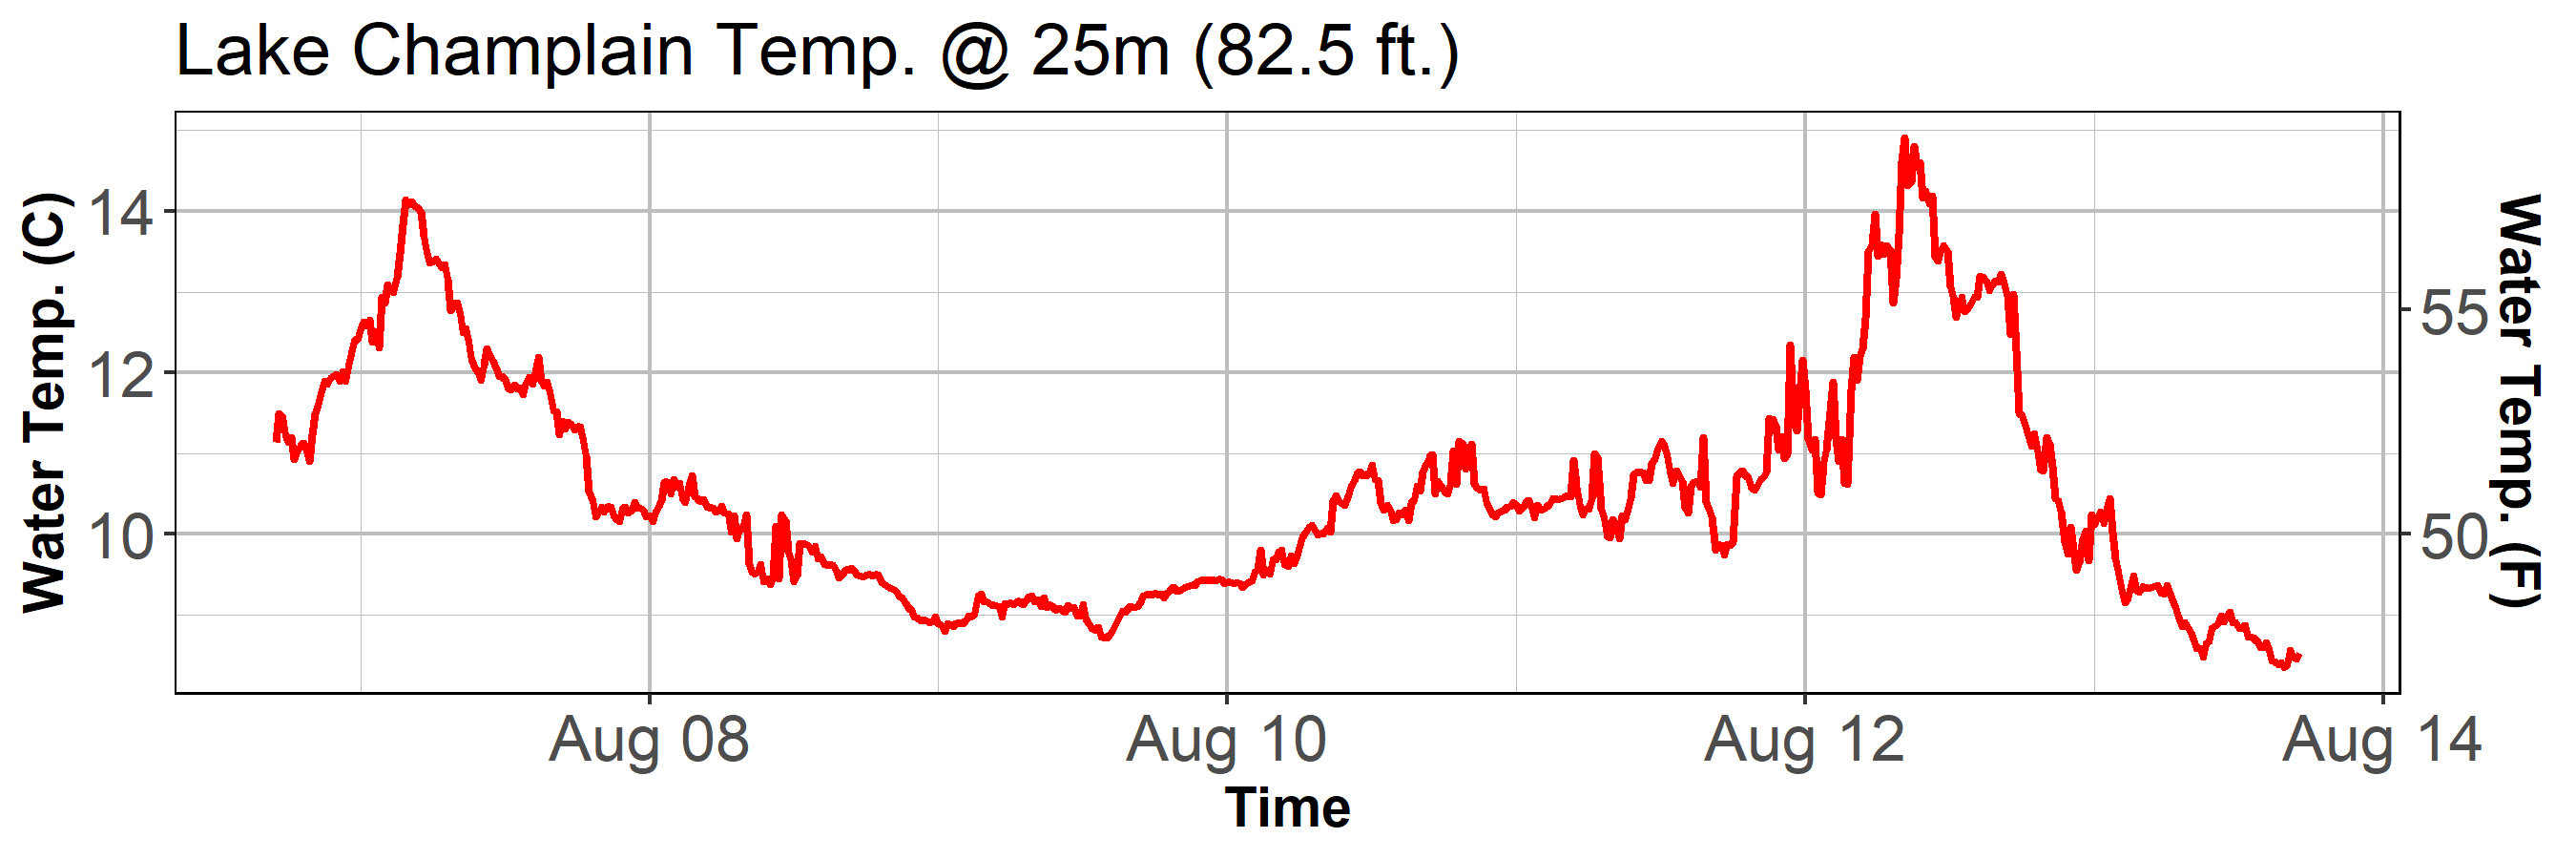 Lake Champlain Temp. @ 25m (82.5 ft.)
Water Temp. (C)
14
12
10
55
50
Water Temp. (F)
Aug 08
Aug 10
Aug 12
Aug 14
Time